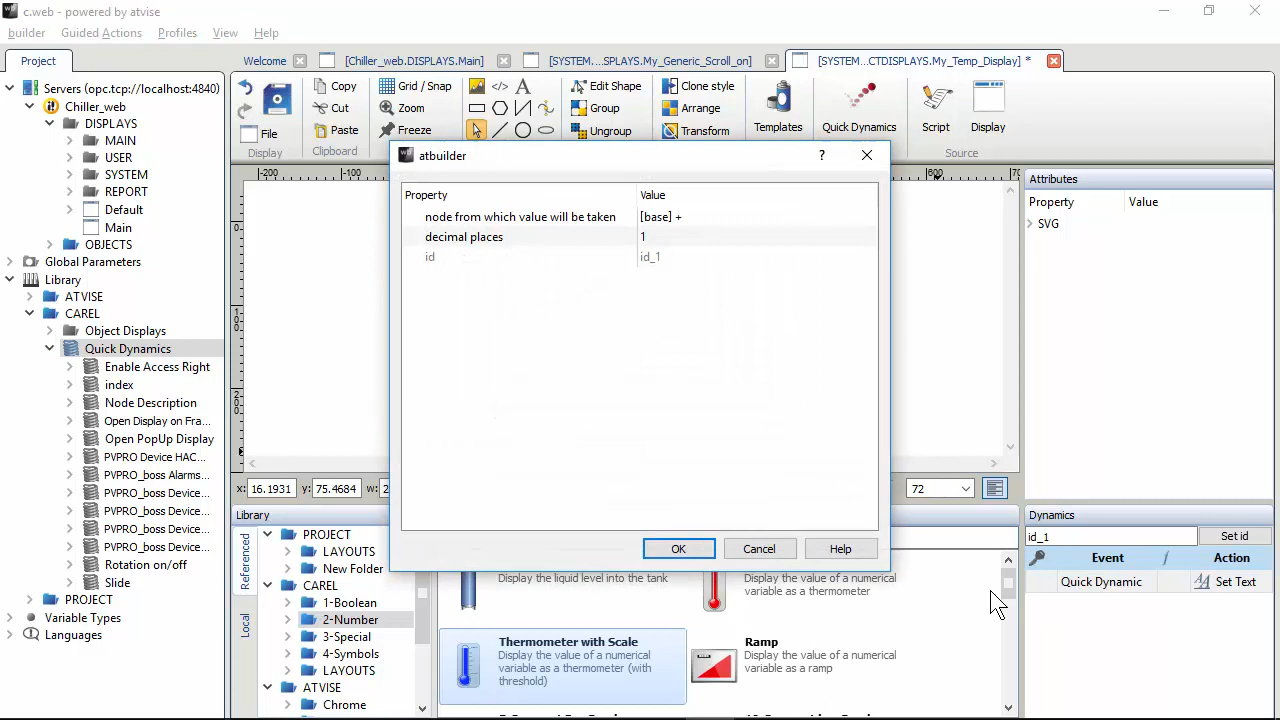 c.web - powered by atvise
builder Guided Actions Profiles View Help
Project
Welcome
[Chiller_web.DISPLAYS.Main]
[SYSTEM....SPLAYS.My_Generic_Scroll_on]
[SYSTEM...CTDISPLAYS.My_Temp_Display] *
Servers (opc.tcp://localhost:4840)
Chiller_web
DISPLAYS
MAIN
USER
SYSTEM
REPORT
Default
Main
OBJECTS
Global Parameters
Library
ATVISE
CAREL
Object Displays
Quick Dynamics
Enable Access Right
index
Node Description
Open Display on Fra...
Open PopUp Display
PVPRO Device HAC...
PVPRO_boss Alarms...
PVPRO_boss Device...
PVPRO_boss Device...
PVPRO_boss Device...
PVPRO_boss Device...
Rotation on/off
Slide
PROJECT
Variable Types
Languages
File
Display
Copy
Cut
Paste
Clipboard
Grid / Snap
Zoom
Freeze
Edit Shape
Group
Ungroup
Clone style
Arrange
Transform
Templates
Quick Dynamics
Script
Display
Source
-200 -100 600
0
100
200
atbuilder
?
Property Value
node from which value will be taken [base] +
decimal places 1
id id_1
OK Cancel Help
x: 16.1931 y: 75.4684 w: 2
72
Attributes
Property Value
SVG
Library
Referenced
Local
PROJECT
LAYOUTS
New Folder
CAREL
1-Boolean
2-Number
3-Special
4-Symbols
LAYOUTS
ATVISE
Chrome
Display the liquid level into the tank
Display the value of a numerical
variable as a thermometer
Thermometer with Scale
Display the value of a numerical
variable as a thermometer (with
threshold)
Ramp
Display the value of a numerical
variable as a ramp
Dynamics
id_1 Set id
Event f Action
Quick Dynamic Set Text